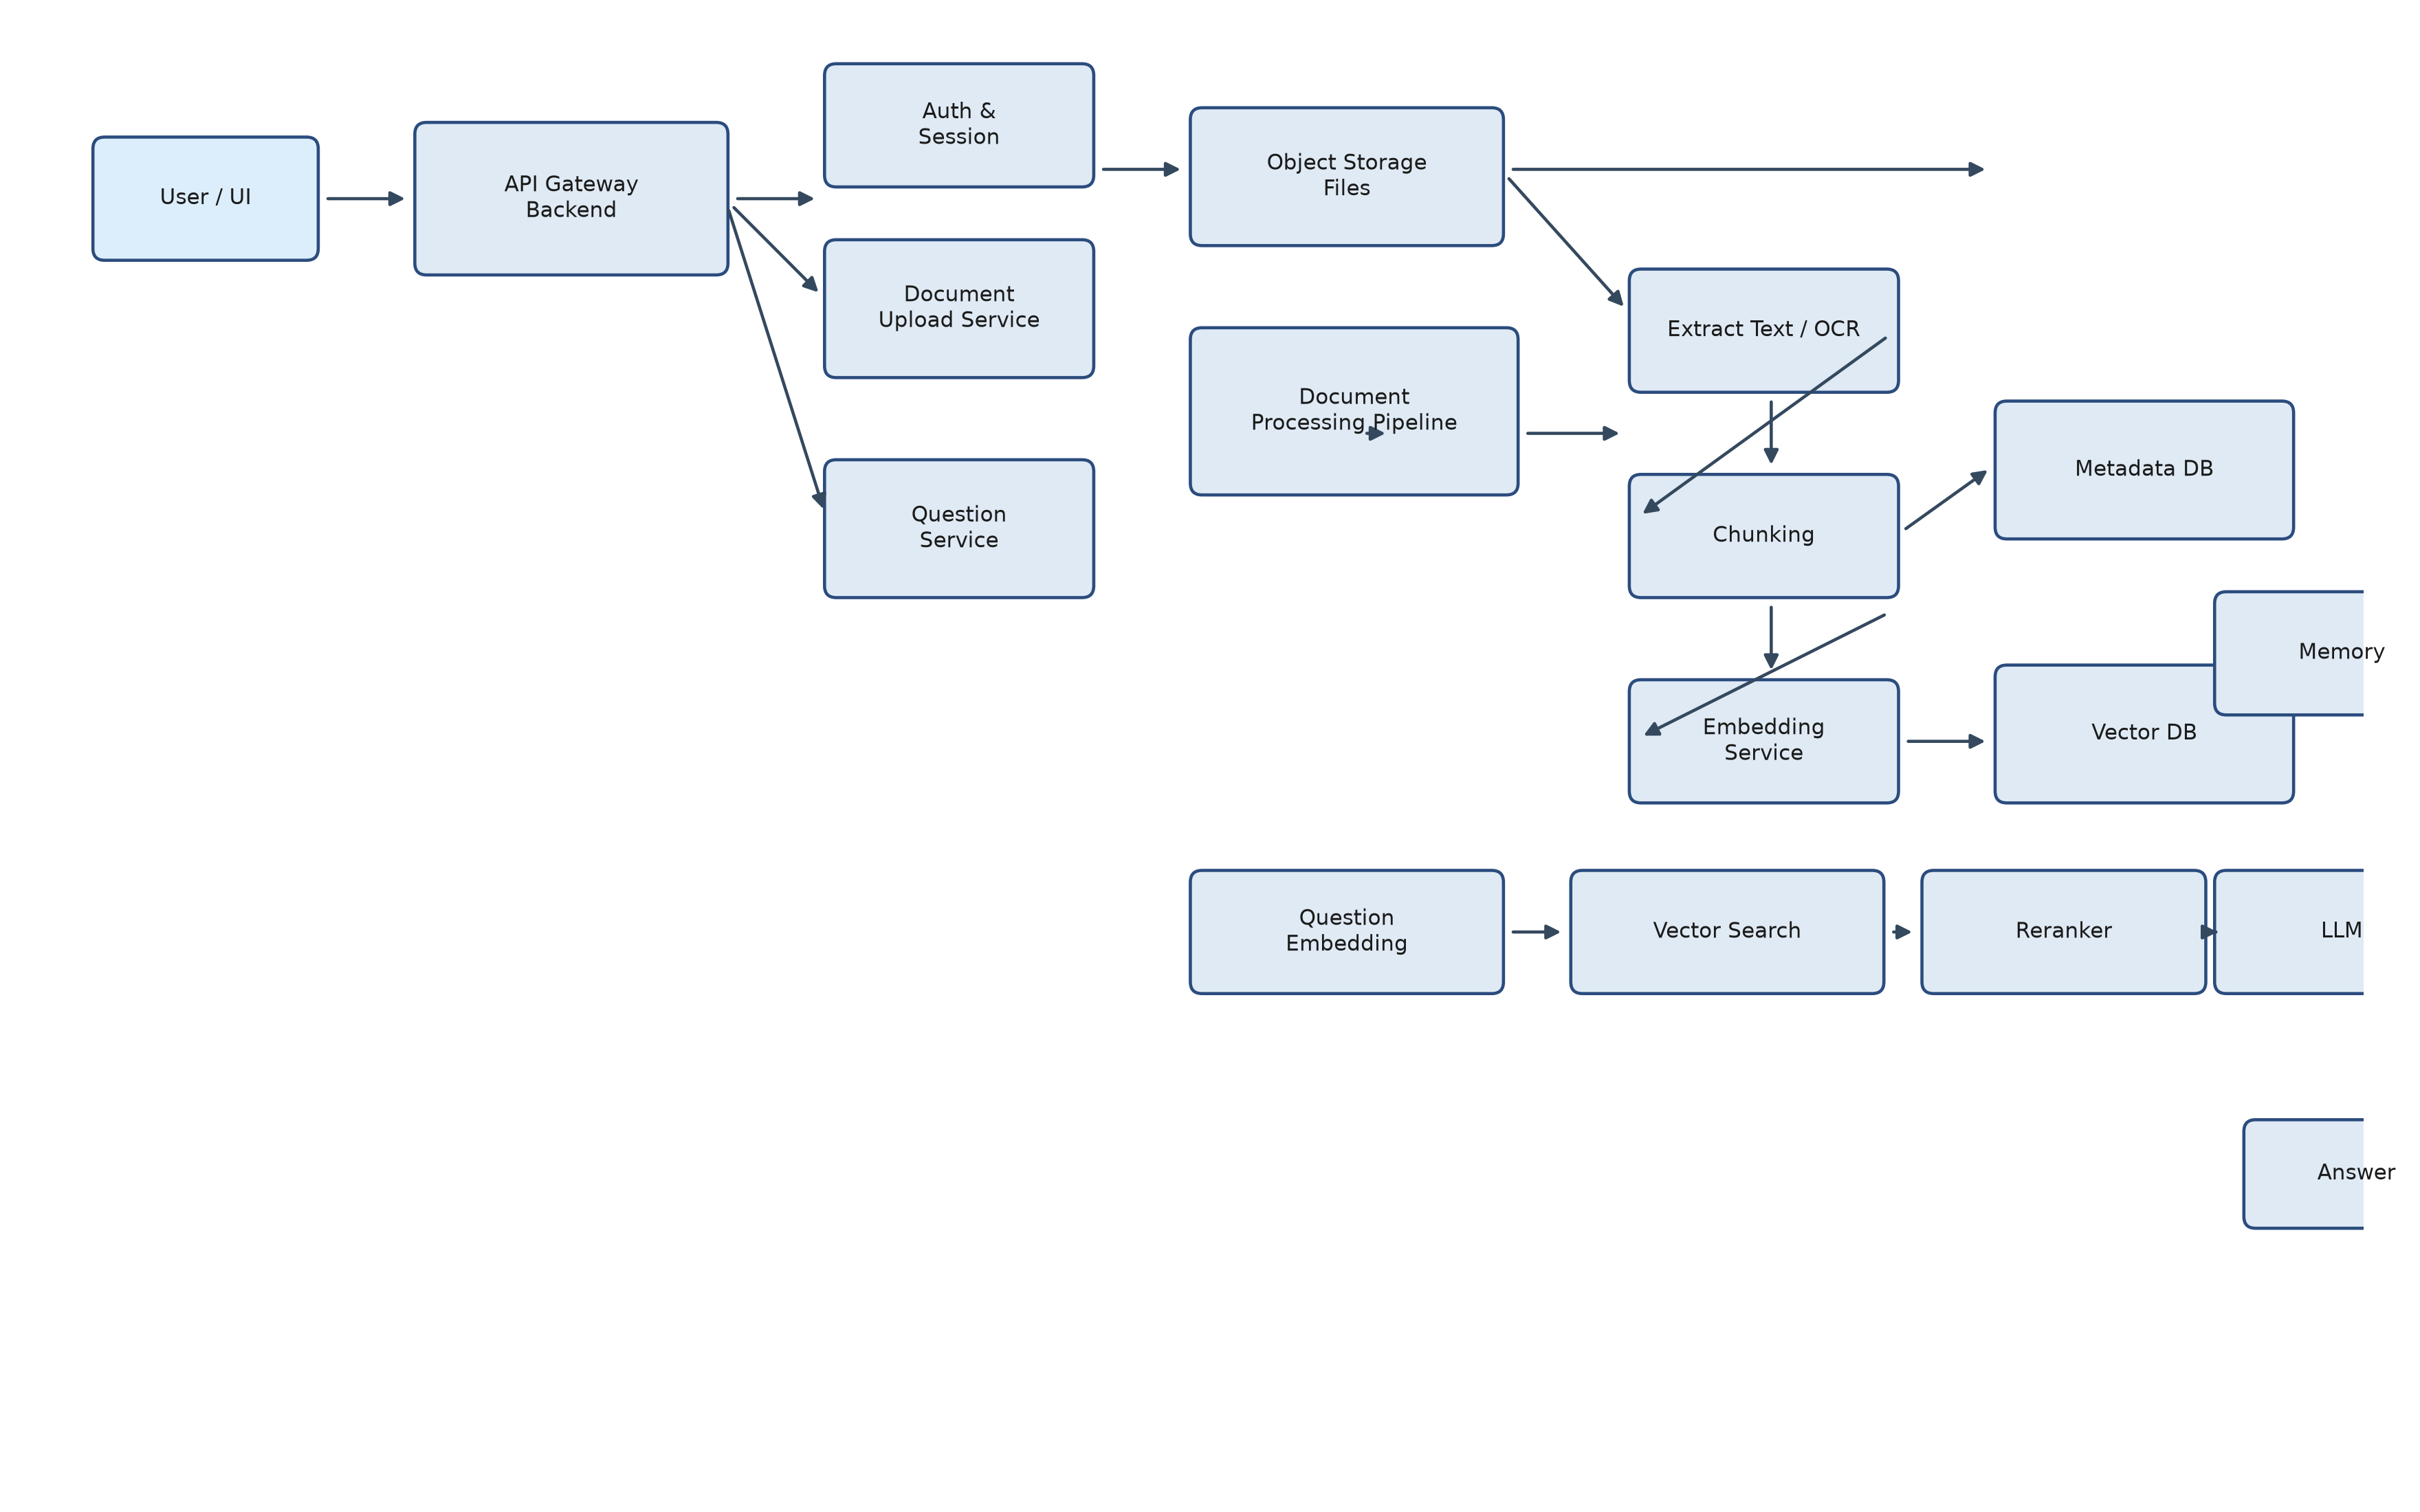 Auth &
Session
User / UI
API Gateway
Backend
Object Storage
Files
Document
Upload Service
Extract Text / OCR
Document
Processing Pipeline
Metadata DB
Question
Service
Chunking
Memory
Embedding
Service
Vector DB
Question
Embedding
Vector Search
Reranker
LLM
Answer